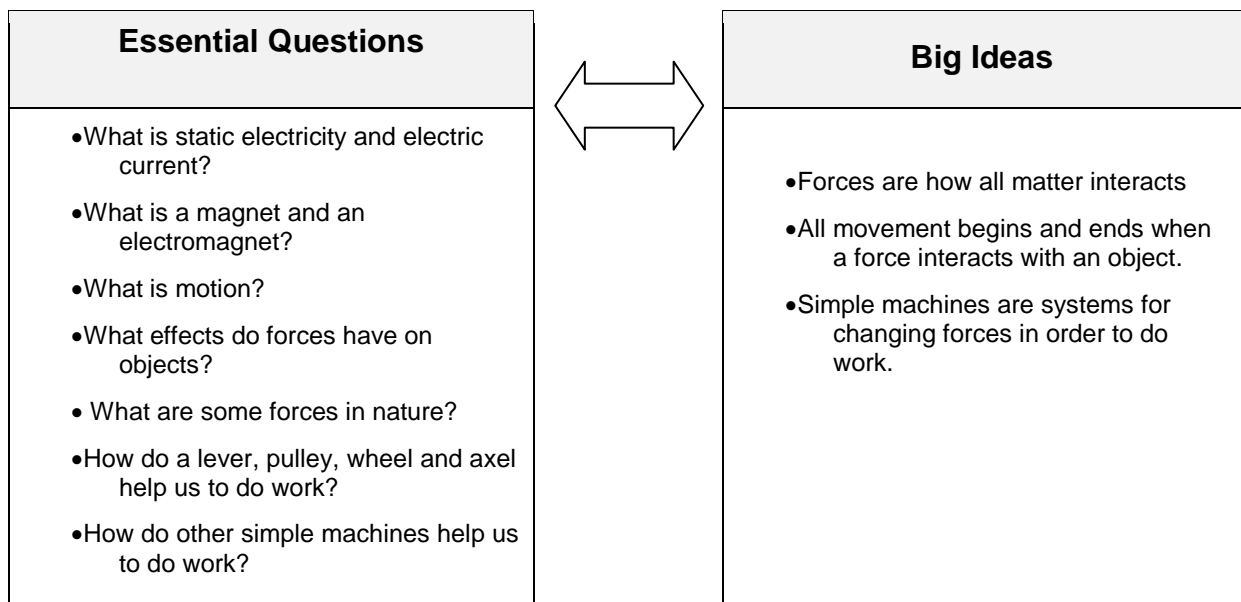 Essential Questions
•What is static electricity and electric
current?
•What is a magnet and an
electromagnet?
•What is motion?
•What effects do forces have on
objects?
• What are some forces in nature?
•How do a lever, pulley, wheel and axel
help us to do work?
•How do other simple machines help us
to do work?
Big Ideas
•Forces are how all matter interacts
•All movement begins and ends when
a force interacts with an object.
•Simple machines are systems for
changing forces in order to do
work.